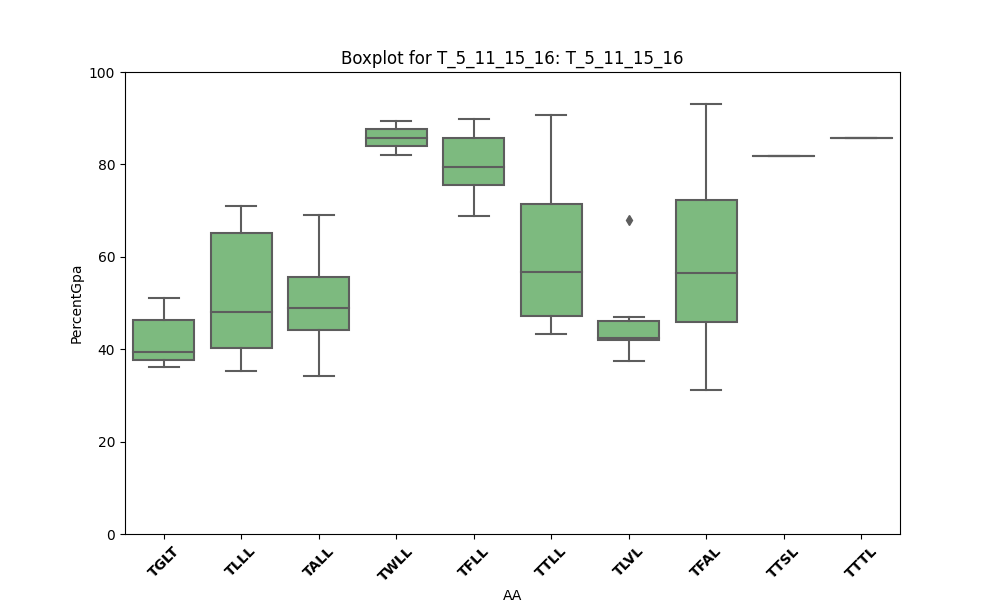 Boxplot for T_5_11_15_16: T_5_11_15_16
100
80
60
40
20
0
PercentGpa
TGLT TLLL TALL TWLL TFLL TTLL TLVL TFAL TTSL TTTL
AA